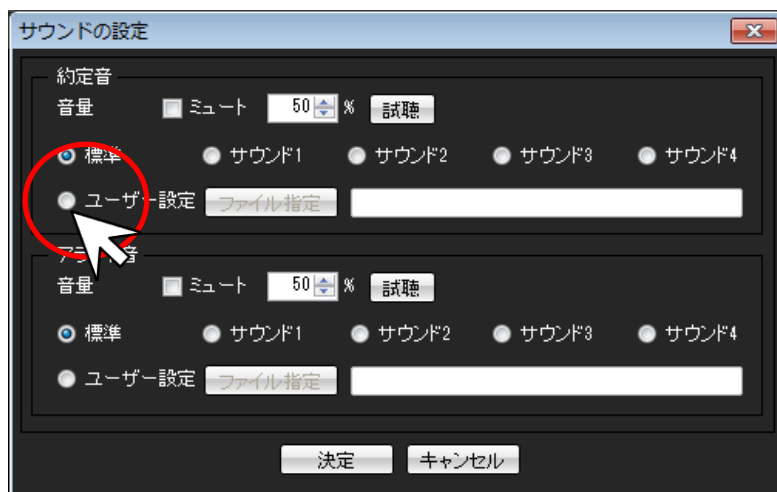 サウンドの設定
約定音
音量 ミュート 50 % 試聴
標準 サウンド1 サウンド2 サウンド3 サウンド4
ユーザー設定 ファイル指定
アラート音
音量 ミュート 50 % 試聴
標準 サウンド1 サウンド2 サウンド3 サウンド4
ユーザー設定 ファイル指定
決定 キャンセル